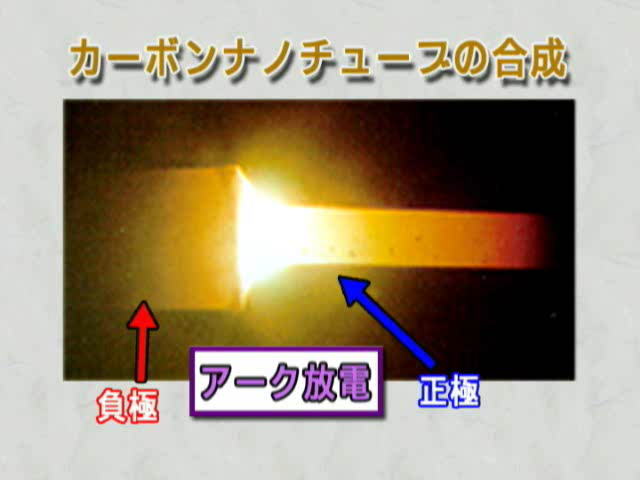 カーボンナノチューブの合成
負極
アーク放電
正極